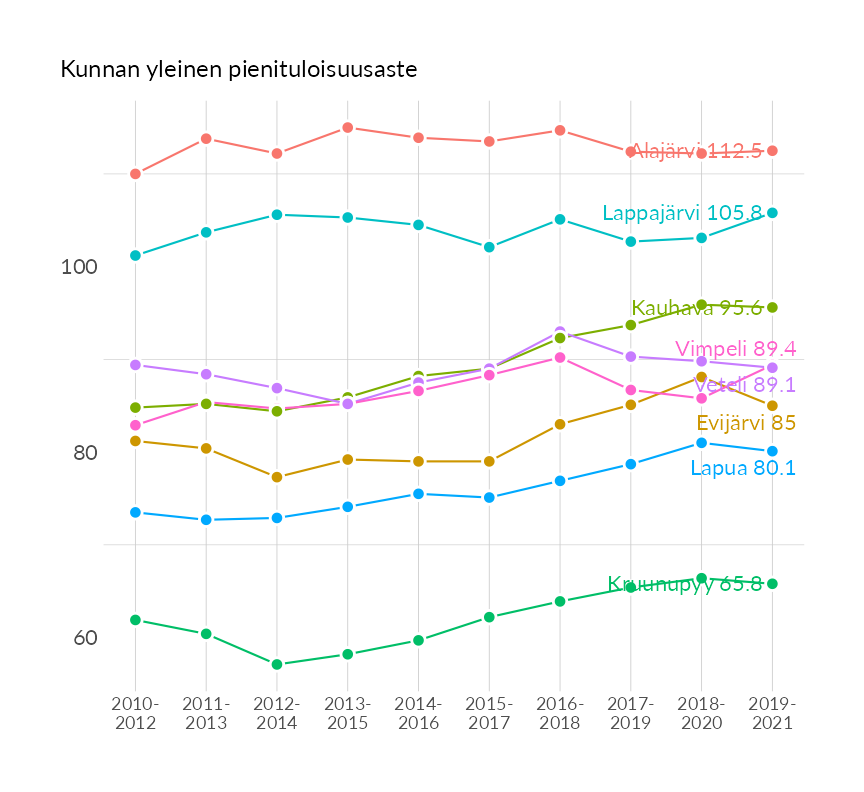 Kunnan yleinen pienituloisuusaste
Alajärvi 112.5
Lappajärvi 105.8
100
Kauhava 95.6
Vimpeli 89.4
Veteli 89.1
Evijärvi 85
80
Lapua 80.1
Kruunupyy 65.8
60
2010- 2011- 2012- 2013- 2014- 2015- 2016- 2017- 2018- 2019-
2012 2013 2014 2015 2016 2017 2018 2019 2020 2021